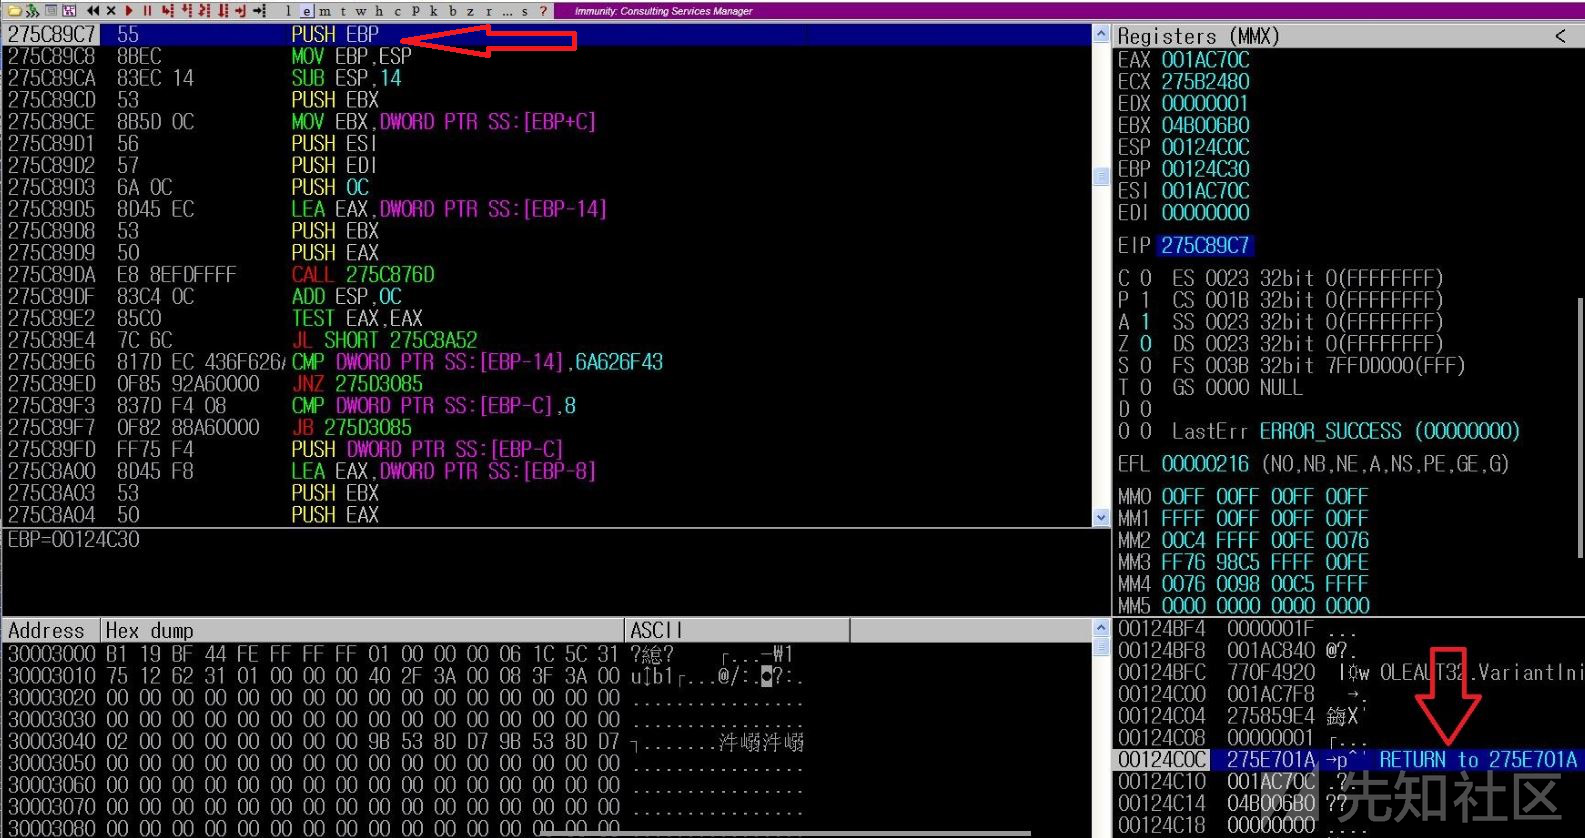 l e m t w h c P k b z r ... s ? Immunity: Consulting Services Manager
275C89C7 55 PUSH EBP
275C89C8 8BEC MOV EBP,ESP
275C89CA 83EC 14 SUB ESP,14
275C89CD 53 PUSH EBX
275C89CE 8B5D 0C MOV EBX,DWORD PTR SS:[EBP+C]
275C89D1 56 PUSH ESI
275C89D2 57 PUSH EDI
275C89D3 6A 0C PUSH 0C
275C89D5 8D45 EC LEA EAX,DWORD PTR SS:[EBP-14]
275C89D8 53 PUSH EBX
275C89D9 50 PUSH EAX
275C89DA E8 8EFDFFFF CALL 275C876D
275C89DF 83C4 0C ADD ESP,0C
275C89E2 85C0 TEST EAX,EAX
275C89E4 7C 6C JL SHORT 275C8A52
275C89E6 817D EC 436F626 CMP DWORD PTR SS:[EBP-14],6A626F43
275C89ED 0F85 92A60000 JNZ 275D3085
275C89F3 837D F4 08 CMP DWORD PTR SS:[EBP-C],8
275C89F7 0F82 88A60000 JB 275D3085
275C89FD FF75 F4 PUSH DWORD PTR SS:[EBP-C]
275C8A00 8D45 F8 LEA EAX,DWORD PTR SS:[EBP-8]
275C8A03 53 PUSH EBX
275C8A04 50 PUSH EAX
EBP=00124C30
Registers (MMX) <
EAX 001AC70C
ECX 275B2480
EDX 00000001
EBX 04B006B0
ESP 00124C0C
EBP 00124C30
ESI 001AC70C
EDI 00000000
EIP 275C89C7
C 0 ES 0023 32bit 0(FFFFFFFF)
P 1 CS 001B 32bit 0(FFFFFFFF)
A 1 SS 0023 32bit 0(FFFFFFFF)
Z 0 DS 0023 32bit 0(FFFFFFFF)
S 0 FS 003B 32bit 7FFDD000(FFF)
T 0 GS 0000 NULL
D 0
O 0 LastErr ERROR_SUCCESS (00000000)
EFL 00000216 (NO,NB,NE,A,NS,PE,GE,G)
MM0 00FF 00FF 00FF 00FF
MM1 FFFF 00FF 00FF 00FF
MM2 00C4 FFFF 00FE 0076
MM3 FF76 98C5 FFFF 00FE
MM4 0076 0098 00C5 FFFF
MM5 0000 0000 0000 0000
Address Hex dump ASCII
30003000 B1 19 BF 44 FE FF FF FF 01 00 00 00 06 1C 5C 31
30003010 75 12 62 31 01 00 00 00 40 2F 3A 00 08 3F 3A 00
30003020 00 00 00 00 00 00 00 00 00 00 00 00 00 00 00 00 ................
30003030 00 00 00 00 00 00 00 00 00 00 00 00 00 00 00 00 ................
30003040 02 00 00 00 00 00 00 00 9B 53 8D D7 9B 53 8D D7
30003050 00 00 00 00 00 00 00 00 00 00 00 00 00 00 00 00 ................
30003060 00 00 00 00 00 00 00 00 00 00 00 00 00 00 00 00 ................
30003070 00 00 00 00 00 00 00 00 00 00 00 00 00 00 00 00 ................
30003080 00 00 00 00 00 00 00 00 00 00 00 00 00 00 00 00 ................
00124BF4 0000001F ...
00124BF8 001AC840 @?.
00124BFC 770F4920 OLEAUT32.VariantIni
00124C00 001AC7F8
00124C04 275859E4
00124C08 00000001
00124C0C 275E701A →p^' RETURN to 275E701A
00124C10 001AC70C .?.
00124C14 04B006B0 ??
00124C18 00000000 ....
先知社区